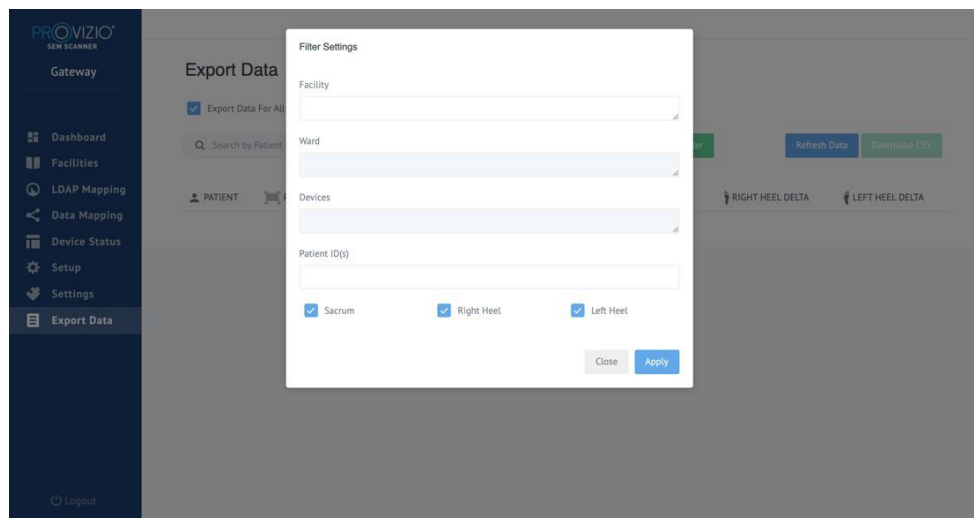 PROVIZIO®
SEM SCANNER
Gateway
Dashboard
Facilities
LDAP Mapping
Data Mapping
Device Status
Setup
Settings
Export Data
Logout
Export Data
Export Data For All
Search by Patient
Refresh Data
Download CSV
PATIENT
RIGHT HEEL DELTA
LEFT HEEL DELTA
Filter Settings
Facility
Ward
Devices
Patient ID(s)
Sacrum
Right Heel
Left Heel
Close
Apply